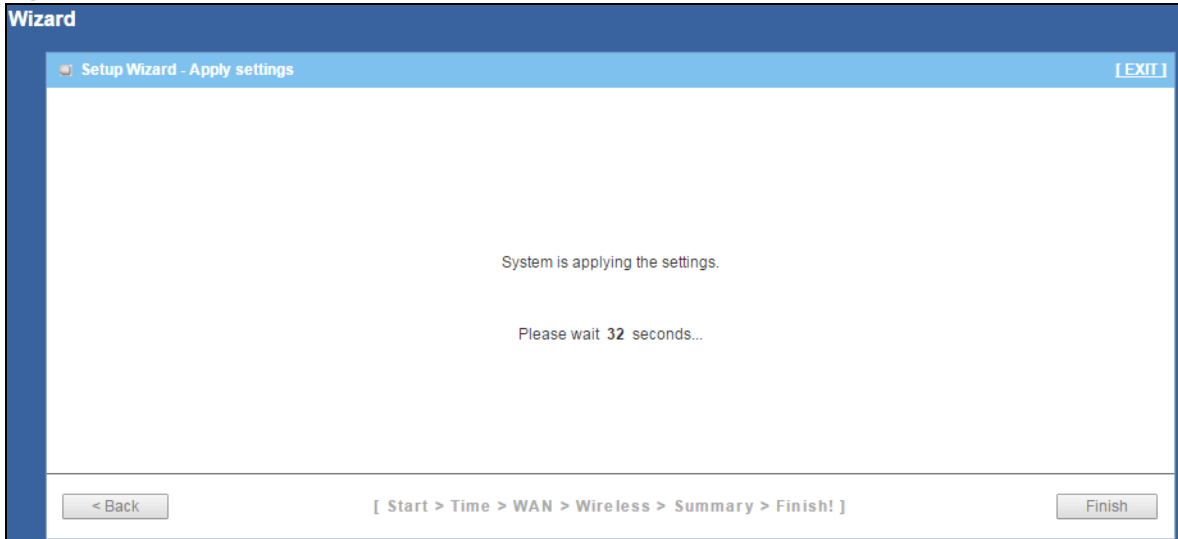 Wizard
Setup Wizard - Apply settings [ EXIT ]
System is applying the settings.
Please wait 32 seconds...
< Back [ Start > Time > WAN > Wireless > Summary > Finish! ] Finish